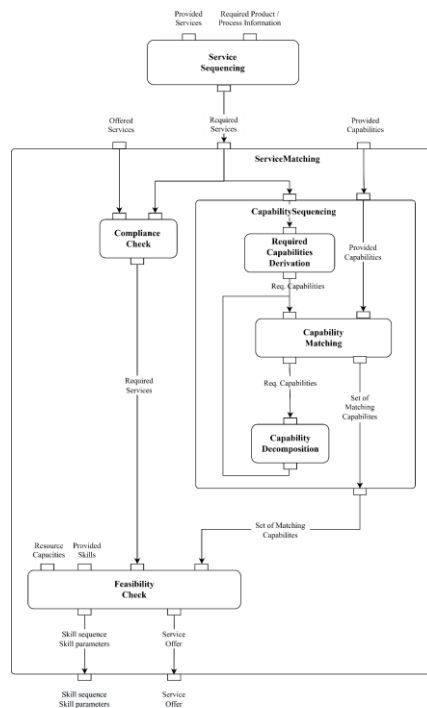 Provided
Services
Required Product /
Process Information
Service
Sequencing
Offered
Services
Required
Services
Provided
Capabilities
ServiceMatching
CapabilitySequencing
Compliance
Check
Required
Capabilities
Derivation
Provided
Capabilities
Req. Capabilities
Capability
Matching
Required
Services
Req. Capabilities
Set of
Matching
Capabilites
Capability
Decomposition
Set of Matching
Capabilites
Resource
Capacities
Provided
Skills
Feasibility
Check
Skill sequence
Skill parameters
Service
Offer
Skill sequence
Skill parameters
Service
Offer